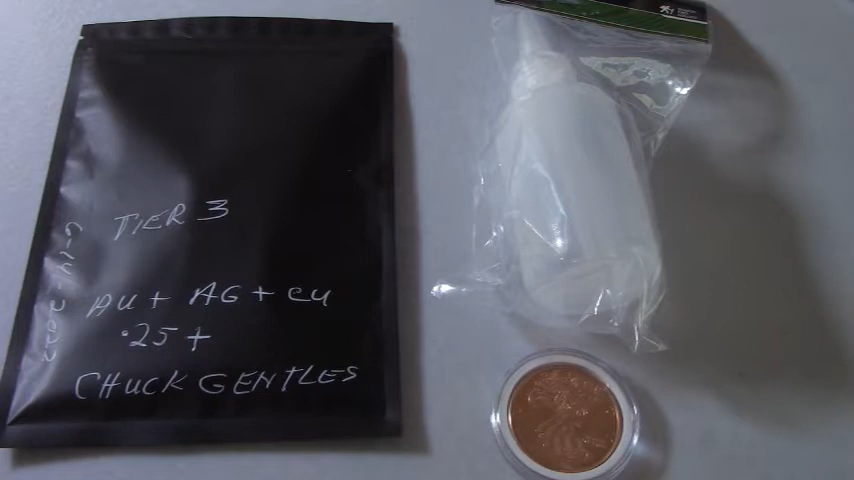 TIER 3
AU + AG + CU
.25 +
CHUCK GENTLES